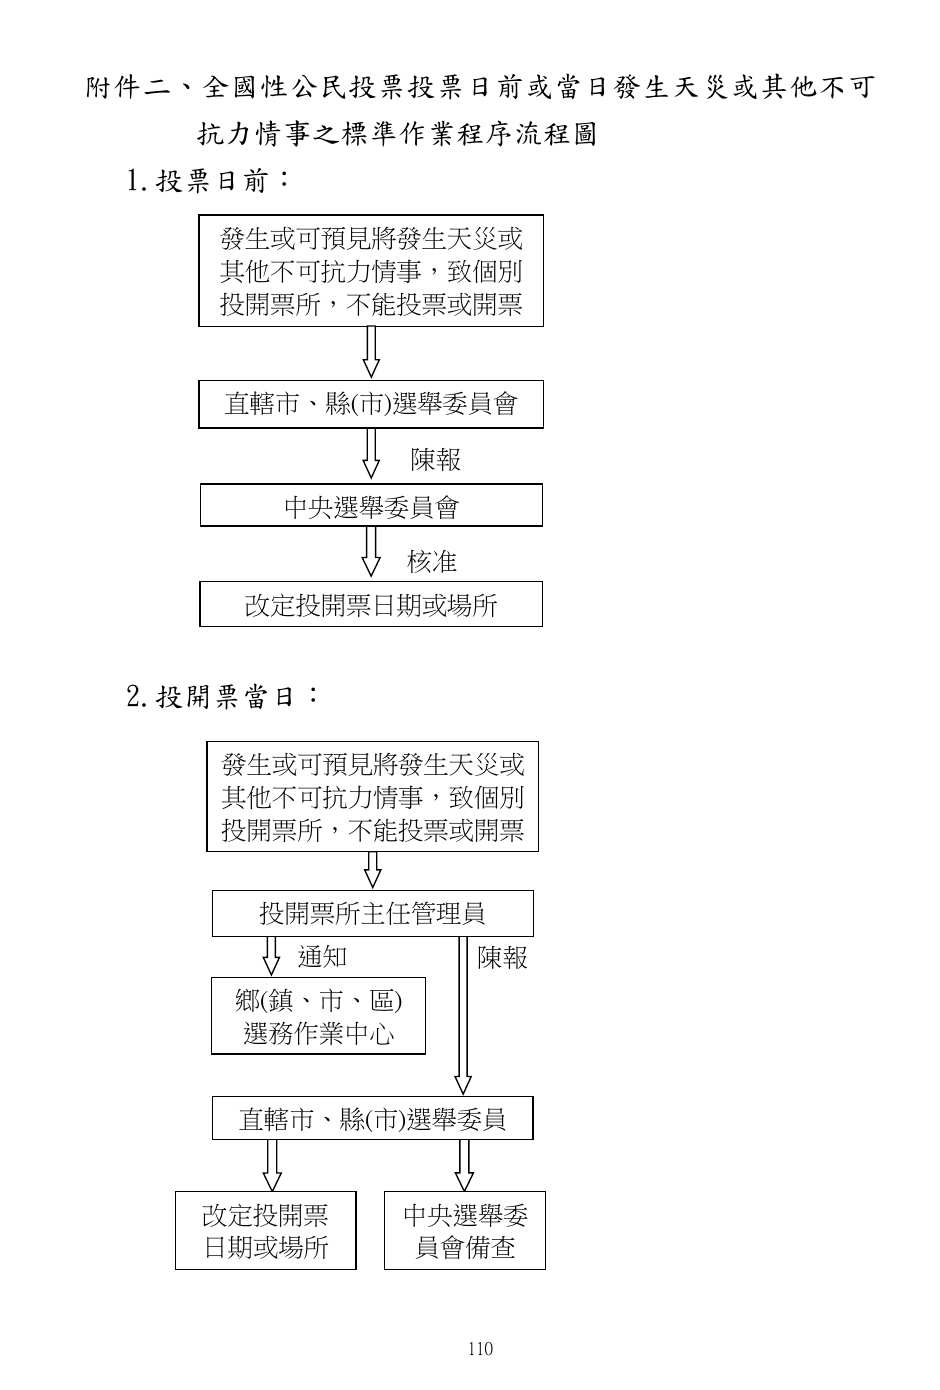 附件二、全國性公民投票投票日前或當日發生天災或其他不可
抗力情事之標準作業程序流程圖
1.投票日前：
發生或可預見將發生天災或
其他不可抗力情事，致個別
投開票所，不能投票或開票
直轄市、縣(市)選舉委員會
陳報
中央選舉委員會
核准
改定投開票日期或場所
2.投開票當日：
發生或可預見將發生天災或
其他不可抗力情事，致個別
投開票所，不能投票或開票
投開票所主任管理員
通知
陳報
鄉(鎮、市、區)
選務作業中心
直轄市、縣(市)選舉委員
改定投開票
日期或場所
中央選舉委
員會備查
110